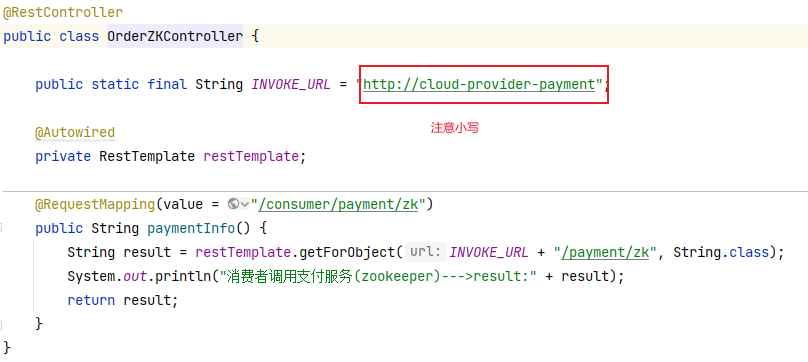 @RestController
public class OrderZKController {
public static final String INVOKE_URL = "http://cloud-provider-payment";
注意小写
@Autowired
private RestTemplate restTemplate;
@RequestMapping(value = "/consumer/payment/zk")
public String paymentInfo() {
String result = restTemplate.getForObject( url: INVOKE_URL + "/payment/zk", String.class);
System.out.println("消费者调用支付服务(zookeeper)--->result:" + result);
return result;
}
}